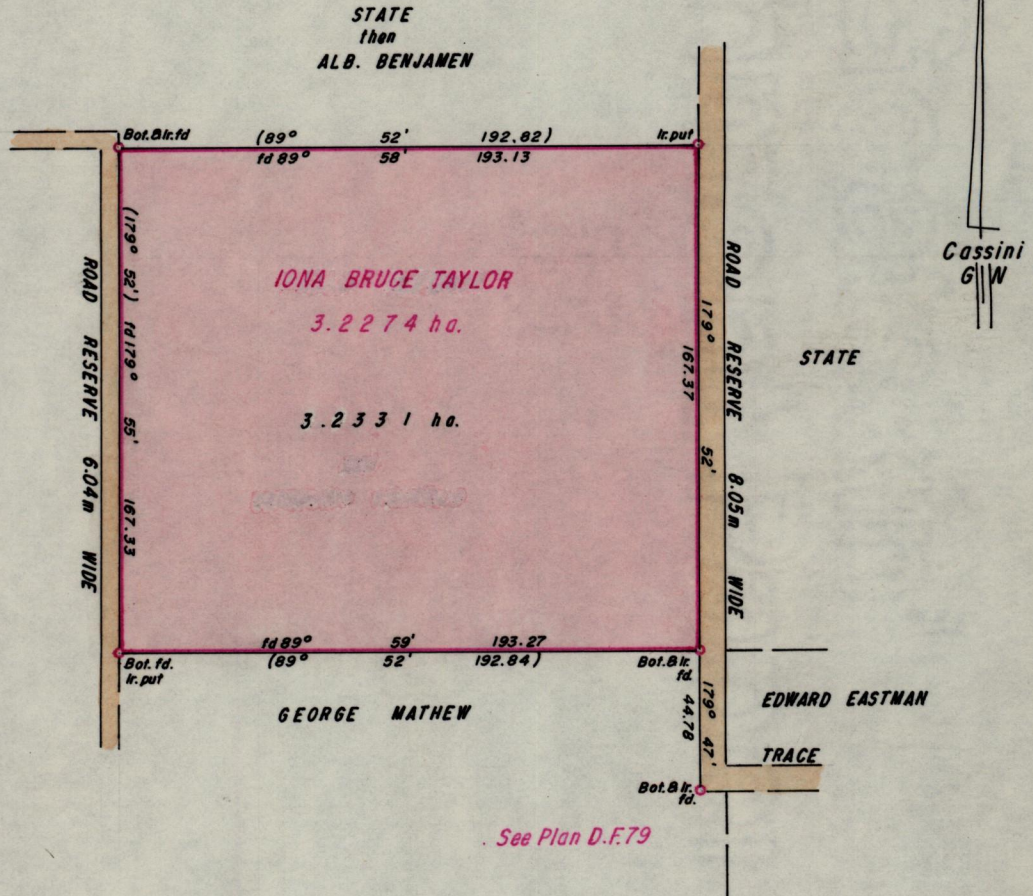 STATE
then
ALB. BENJAMEN
Bot.&Ir.fd
(89° 52' 192.82)
Ir.put
fd 89° 58' 193.13
(179° 52') fd 179° 55' 167.33
ROAD RESERVE 6.04m WIDE
IONA BRUCE TAYLOR
3.2274 ha.
3.2331 ha.
179° 52'
167.37
ROAD RESERVE 8.05m WIDE
STATE
Cassini
G N
fd 89° 59' 193.27
(89° 52' 192.84)
Bot. fd.
Ir. put
Bot.&Ir.
fd.
GEORGE MATHEW
179° 47'
44.78
EDWARD EASTMAN
TRACE
Bot.&Ir.
fd.
See Plan D.F.79